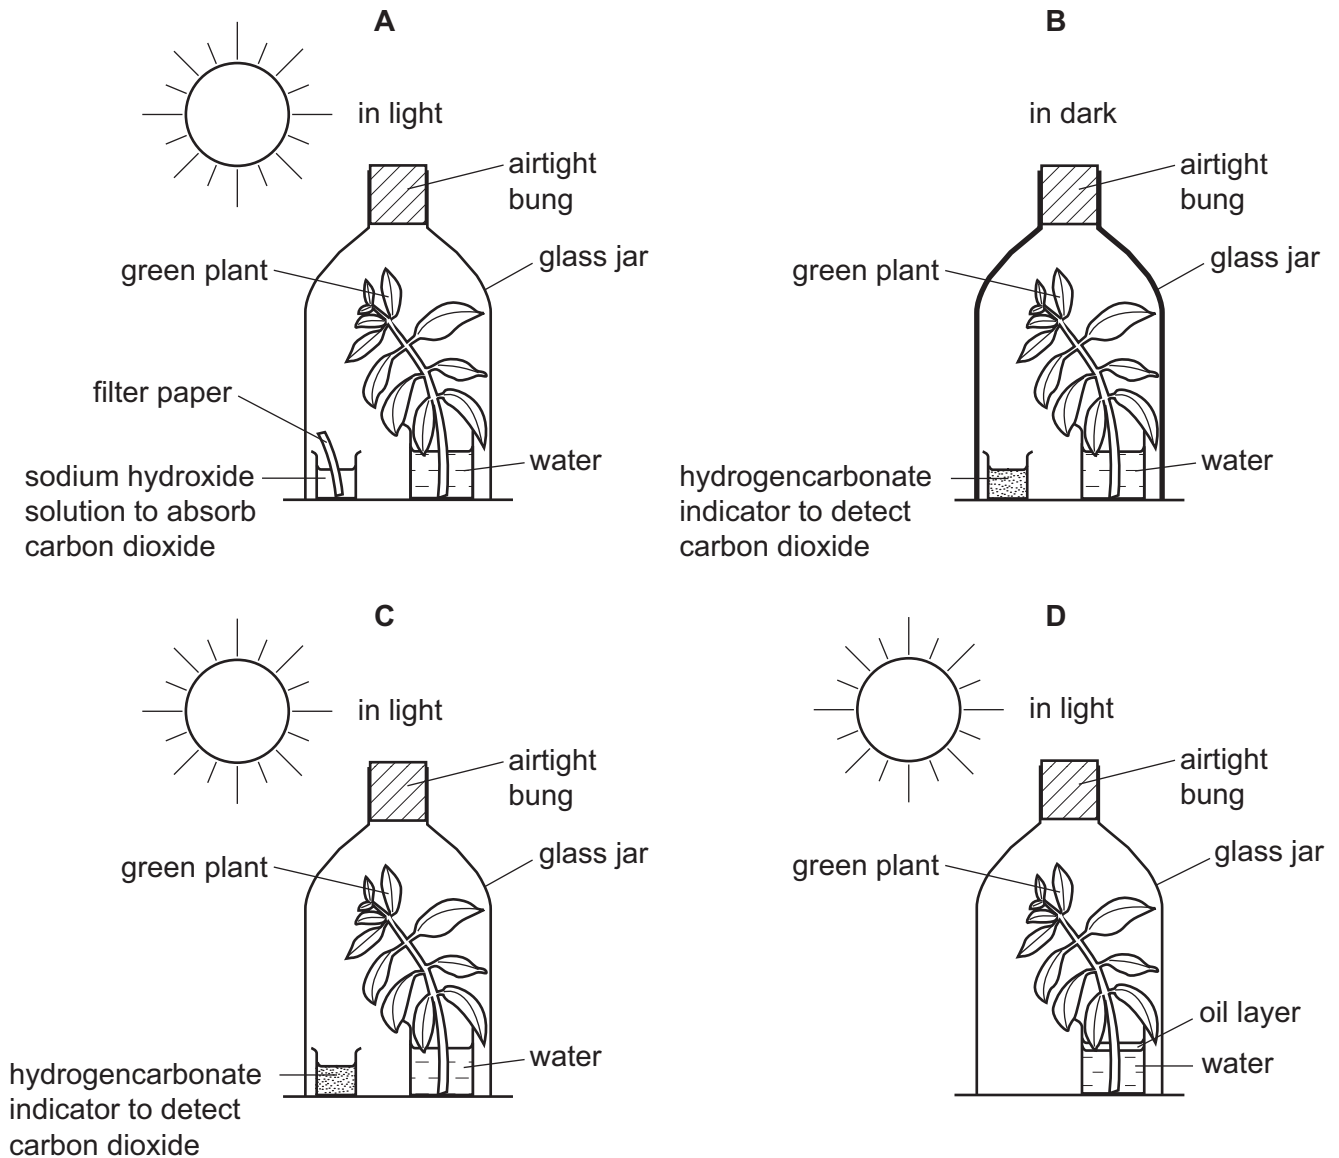 A
in light
airtight
bung
glass jar
green plant
filter paper
water
sodium hydroxide
solution to absorb
carbon dioxide
B
in dark
airtight
bung
glass jar
green plant
water
hydrogencarbonate
indicator to detect
carbon dioxide
C
in light
airtight
bung
glass jar
green plant
water
hydrogencarbonate
indicator to detect
carbon dioxide
D
in light
airtight
bung
glass jar
green plant
oil layer
water